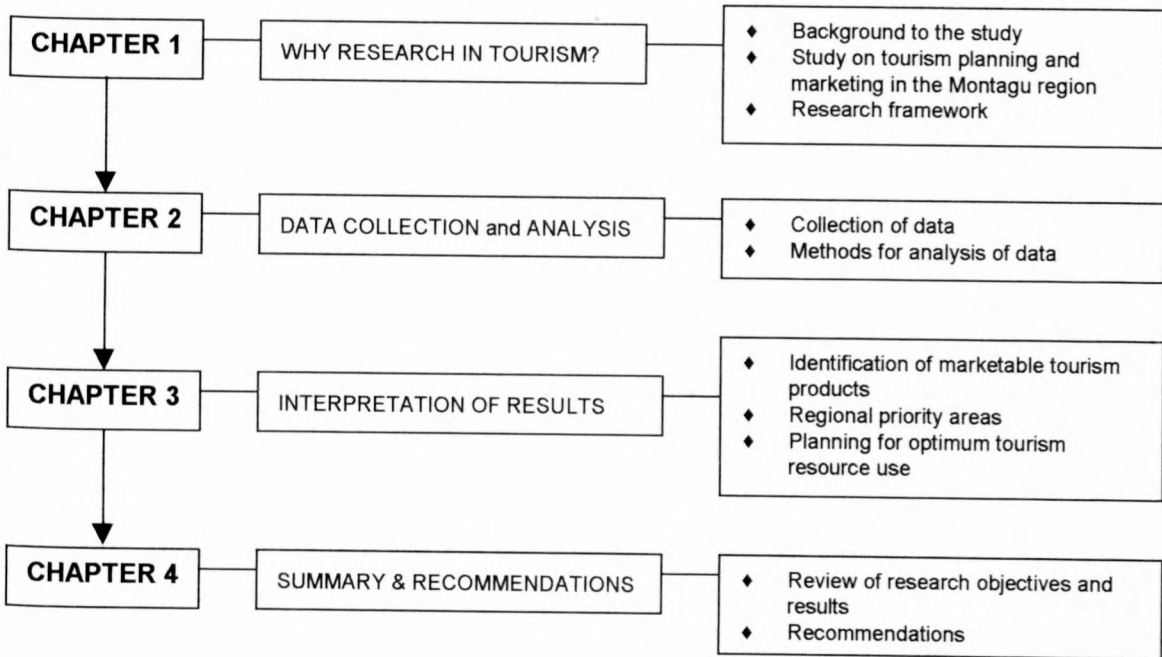 CHAPTER 1
WHY RESEARCH IN TOURISM?
♦ Background to the study
♦ Study on tourism planning and
marketing in the Montagu region
♦ Research framework
CHAPTER 2
DATA COLLECTION and ANALYSIS
♦ Collection of data
♦ Methods for analysis of data
CHAPTER 3
INTERPRETATION OF RESULTS
♦ Identification of marketable tourism
products
♦ Regional priority areas
♦ Planning for optimum tourism
resource use
CHAPTER 4
SUMMARY & RECOMMENDATIONS
♦ Review of research objectives and
results
♦ Recommendations